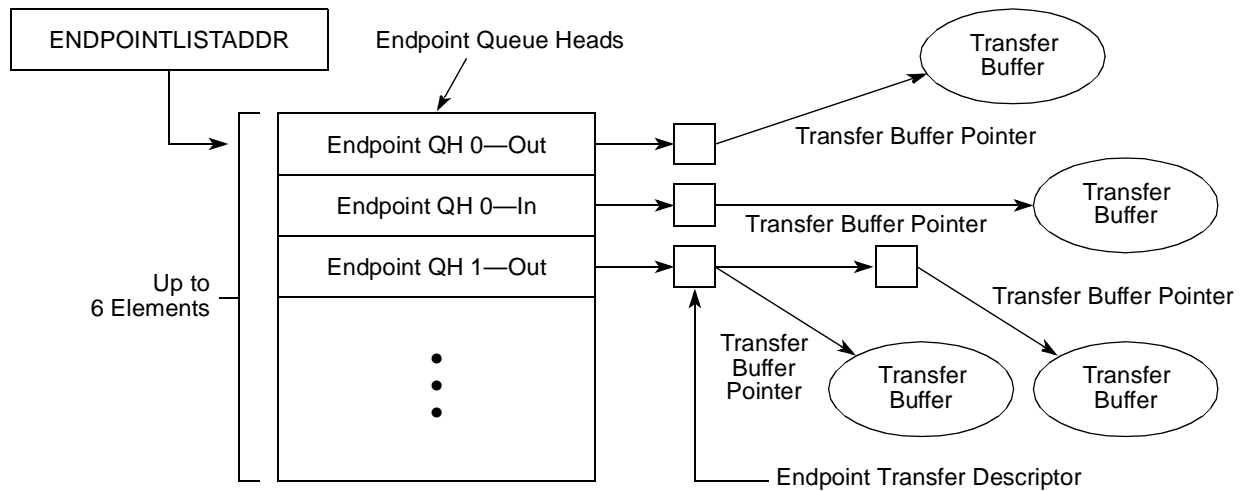 ENDPOINTLISTADDR
Endpoint Queue Heads
Transfer
Buffer
Endpoint QH 0—Out
Transfer Buffer Pointer
Endpoint QH 0—In
Transfer Buffer Pointer
Transfer
Buffer
Endpoint QH 1—Out
Up to
6 Elements
Transfer Buffer Pointer
Transfer
Buffer
Pointer
Transfer
Buffer
Transfer
Buffer
Endpoint Transfer Descriptor